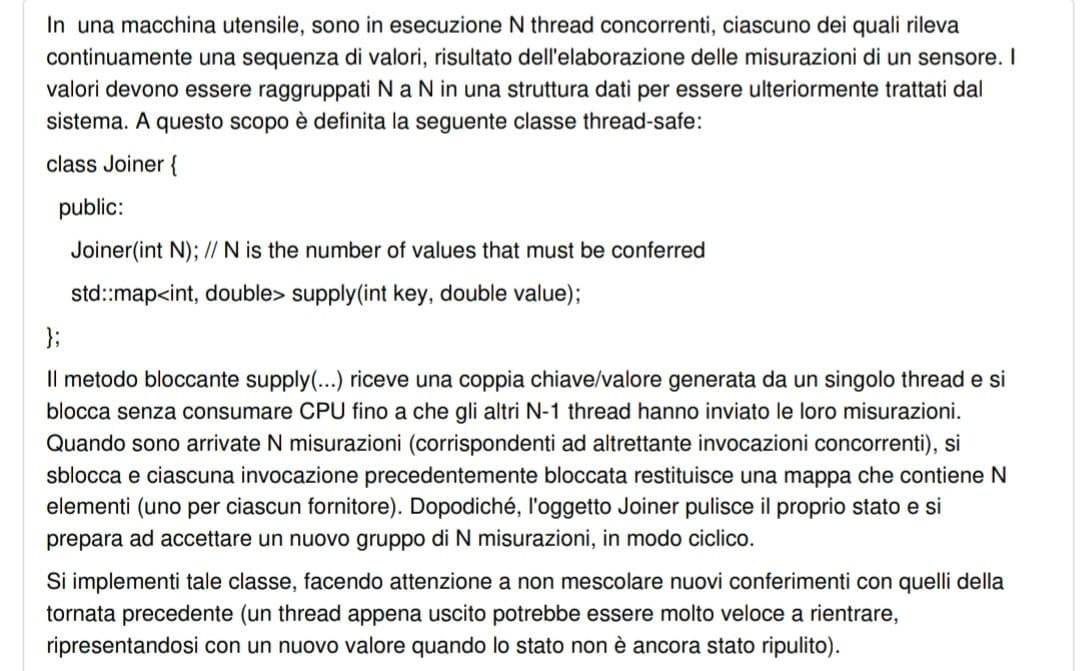 In una macchina utensile, sono in esecuzione N thread concorrenti, ciascuno dei quali rileva
continuamente una sequenza di valori, risultato dell'elaborazione delle misurazioni di un sensore. I
valori devono essere raggruppati N a N in una struttura dati per essere ulteriormente trattati dal
sistema. A questo scopo è definita la seguente classe thread-safe:
class Joiner {
public:
Joiner(int N); // N is the number of values that must be conferred
std::map<int, double> supply(int key, double value);
};
Il metodo bloccante supply(...) riceve una coppia chiave/valore generata da un singolo thread e si
blocca senza consumare CPU fino a che gli altri N-1 thread hanno inviato le loro misurazioni.
Quando sono arrivate N misurazioni (corrispondenti ad altrettante invocazioni concorrenti), si
sblocca e ciascuna invocazione precedentemente bloccata restituisce una mappa che contiene N
elementi (uno per ciascun fornitore). Dopodiché, l'oggetto Joiner pulisce il proprio stato e si
prepara ad accettare un nuovo gruppo di N misurazioni, in modo ciclico.
Si implementi tale classe, facendo attenzione a non mescolare nuovi conferimenti con quelli della
tornata precedente (un thread appena uscito potrebbe essere molto veloce a rientrare,
ripresentandosi con un nuovo valore quando lo stato non è ancora stato ripulito).